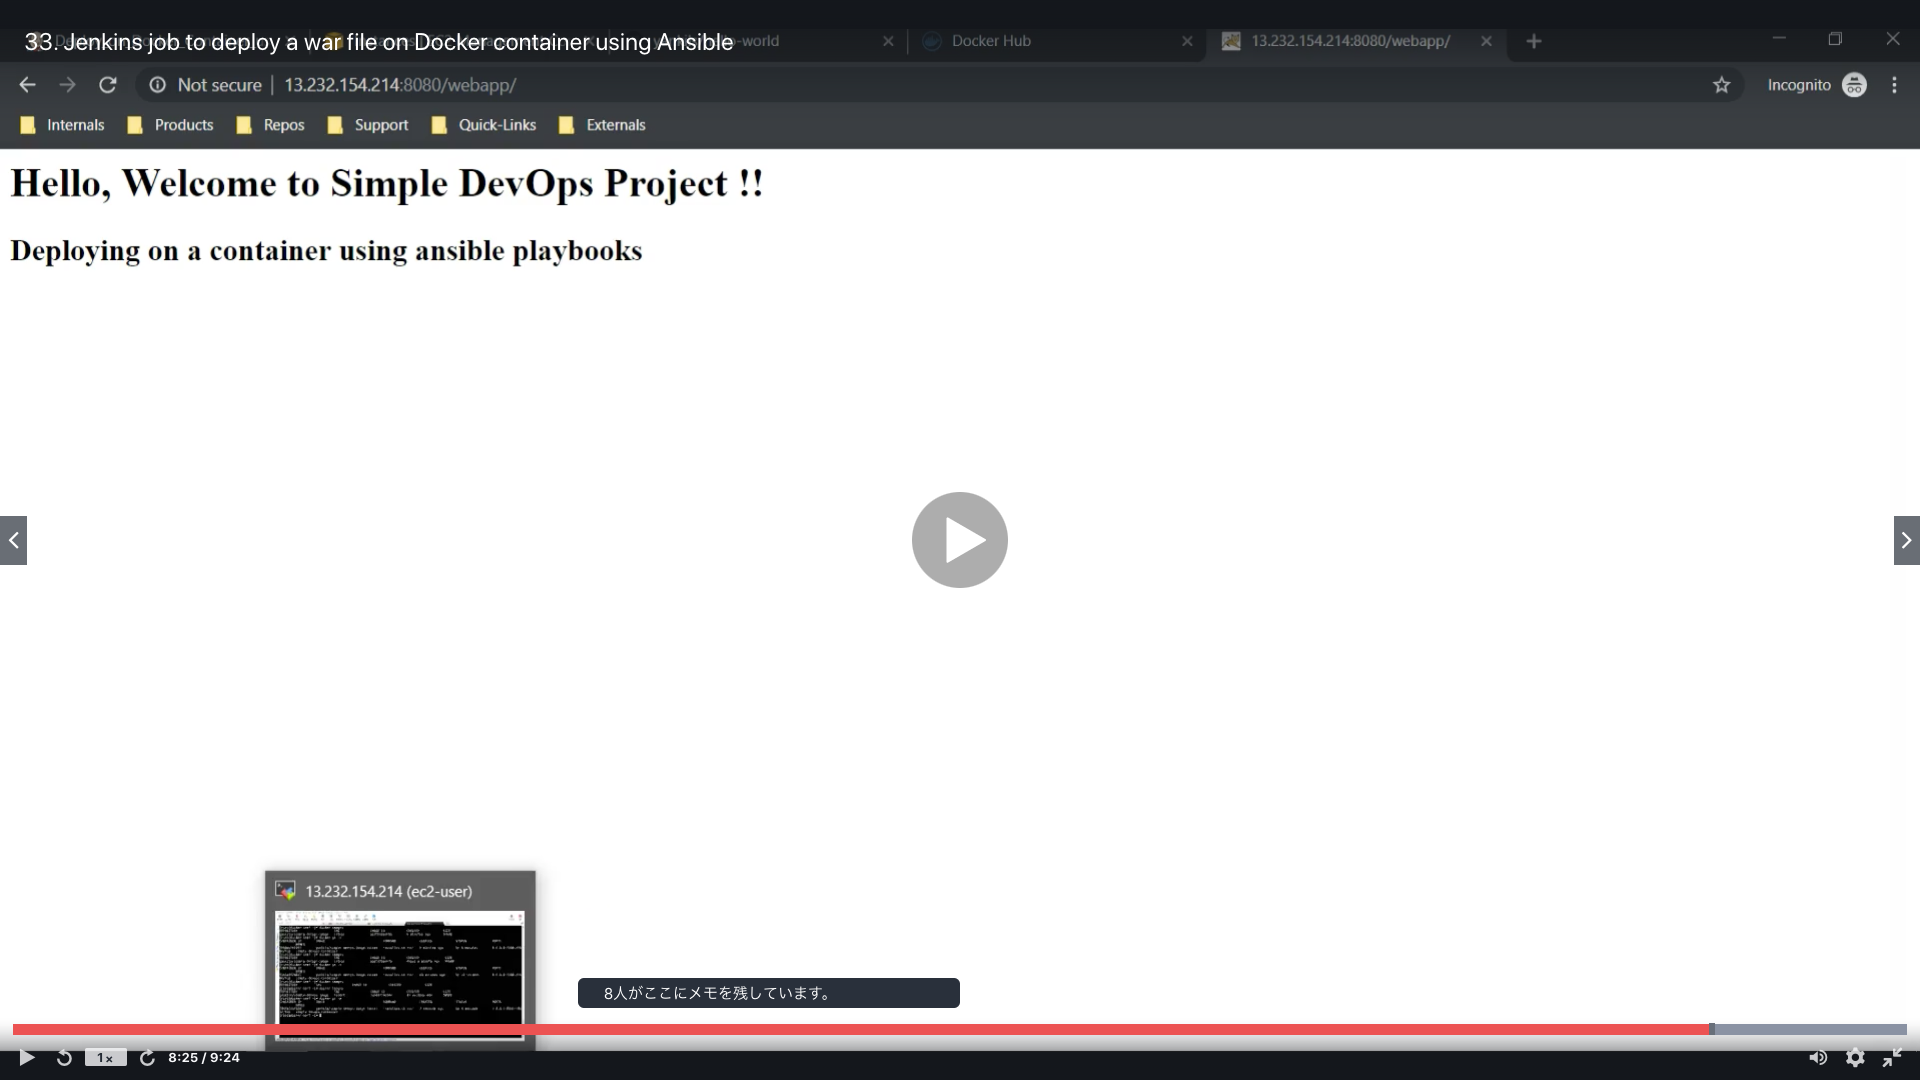 33. Jenkins job to deploy a war file on Docker container using Ansible
o-world
Docker Hub
13.232.154.214:8080/webapp/
Not secure | 13.232.154.214:8080/webapp/
Incognito
Internals Products Repos Support Quick-Links Externals
Hello, Welcome to Simple DevOps Project !!
Deploying on a container using ansible playbooks
13.232.154.214 (ec2-user)
8人がここにメモを残しています。
1x 8:25 / 9:24